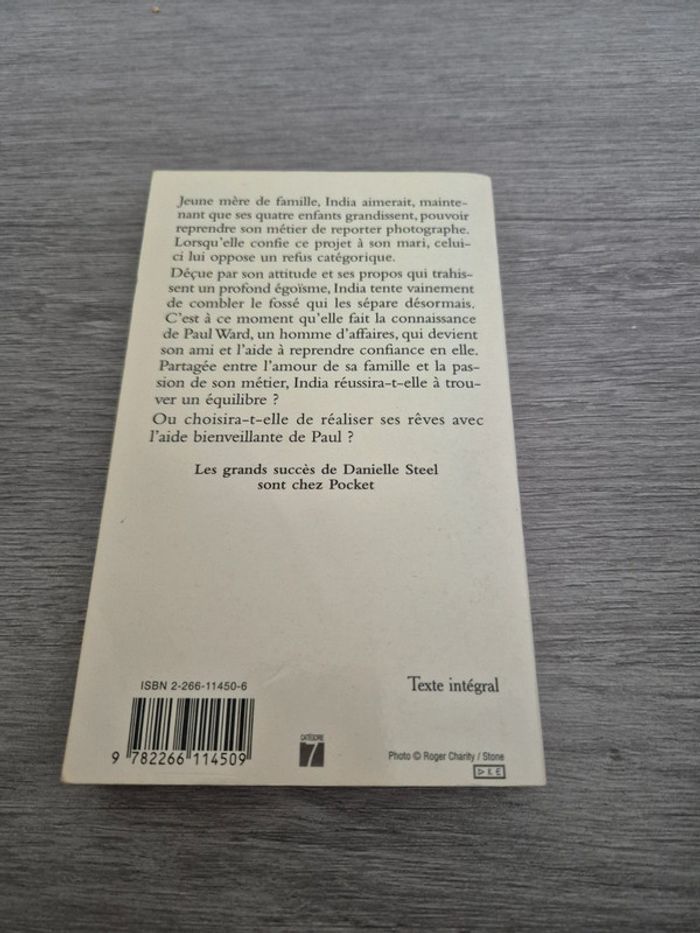 Jeune mère de famille, India aimerait, mainte-
nant que ses quatre enfants grandissent, pouvoir
reprendre son métier de reporter photographe.
Lorsqu'elle confie ce projet à son mari, celui-
ci lui oppose un refus catégorique.
Déçue par son attitude et ses propos qui trahis-
sent un profond égoïsme, India tente vainement
de combler le fossé qui les sépare désormais.
C'est à ce moment qu'elle fait la connaissance
de Paul Ward, un homme d'affaires, qui devient
son ami et l'aide à reprendre confiance en elle.
Partagée entre l'amour de sa famille et la pas-
sion de son métier, India réussira-t-elle à trou-
ver un équilibre ?
Ou choisira-t-elle de réaliser ses rêves avec
l'aide bienveillante de Paul ?
Les grands succès de Danielle Steel
sont chez Pocket
ISBN 2-266-11450-6
Texte intégral
9 782266 114509
CATÉGORIE
7
Photo © Roger Charity / Stone
DLE